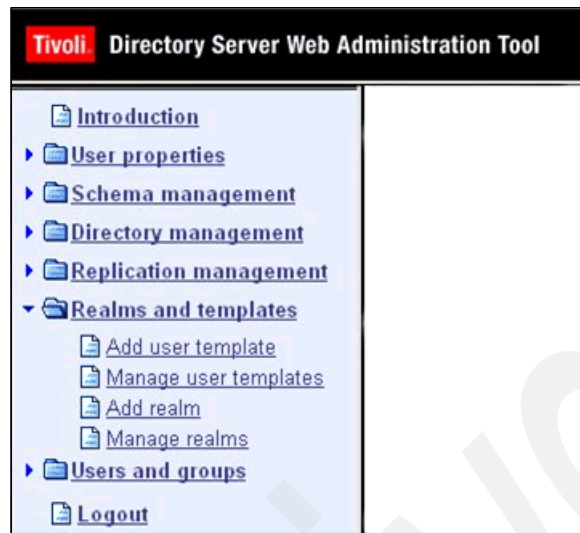 Tivoli. Directory Server Web Administration Tool
Introduction
User properties
Schema management
Directory management
Replication management
Realms and templates
Add user template
Manage user templates
Add realm
Manage realms
Users and groups
Logout